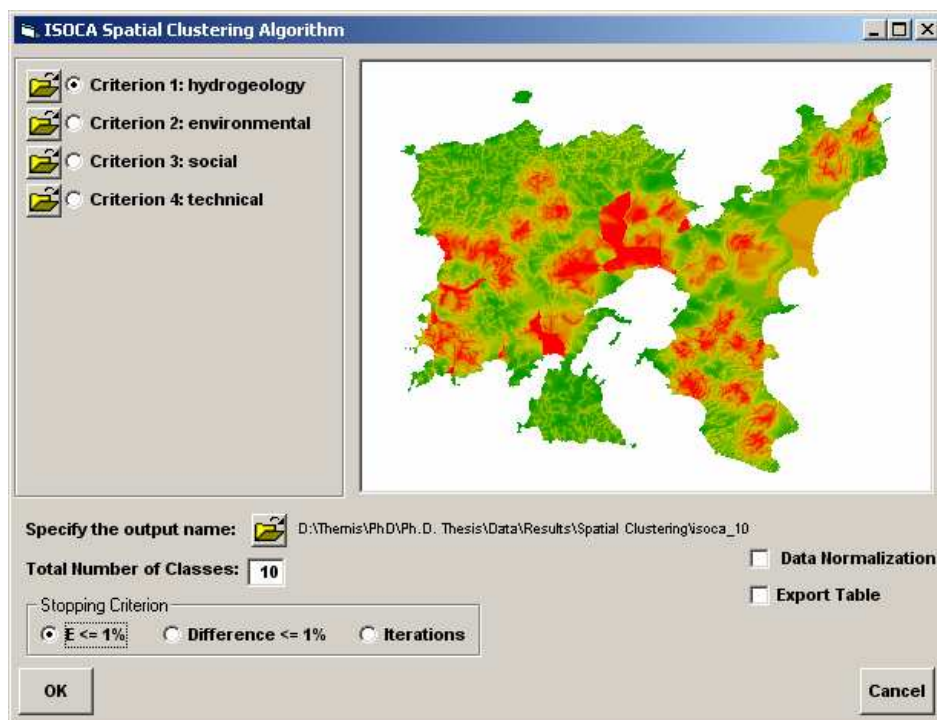 ISOCA Spatial Clustering Algorithm
Criterion 1: hydrogeology
Criterion 2: environmental
Criterion 3: social
Criterion 4: technical
Specify the output name: D:\Themis\PhD\Ph.D. Thesis\Data\Results\Spatial Clustering\isoca_10
Total Number of Classes: 10
Data Normalization
Export Table
Stopping Criterion
E <= 1% Difference <= 1% Iterations
OK Cancel